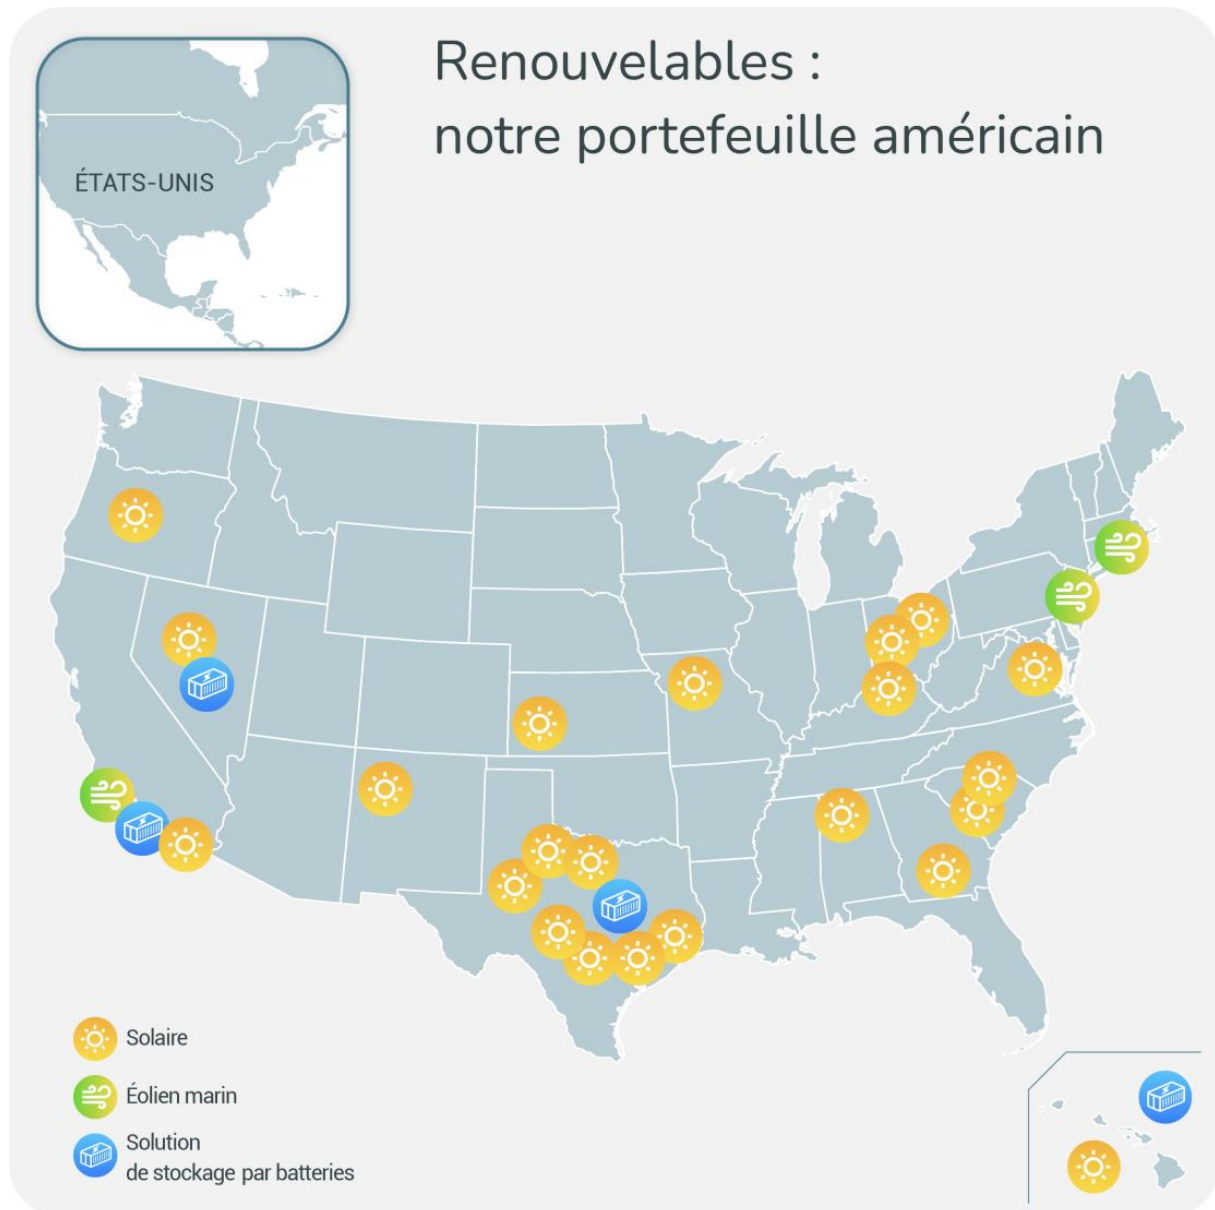 Renouvelables :
notre portefeuille américain
ÉTATS-UNIS
Solaire
Éolien marin
Solution
de stockage par batteries